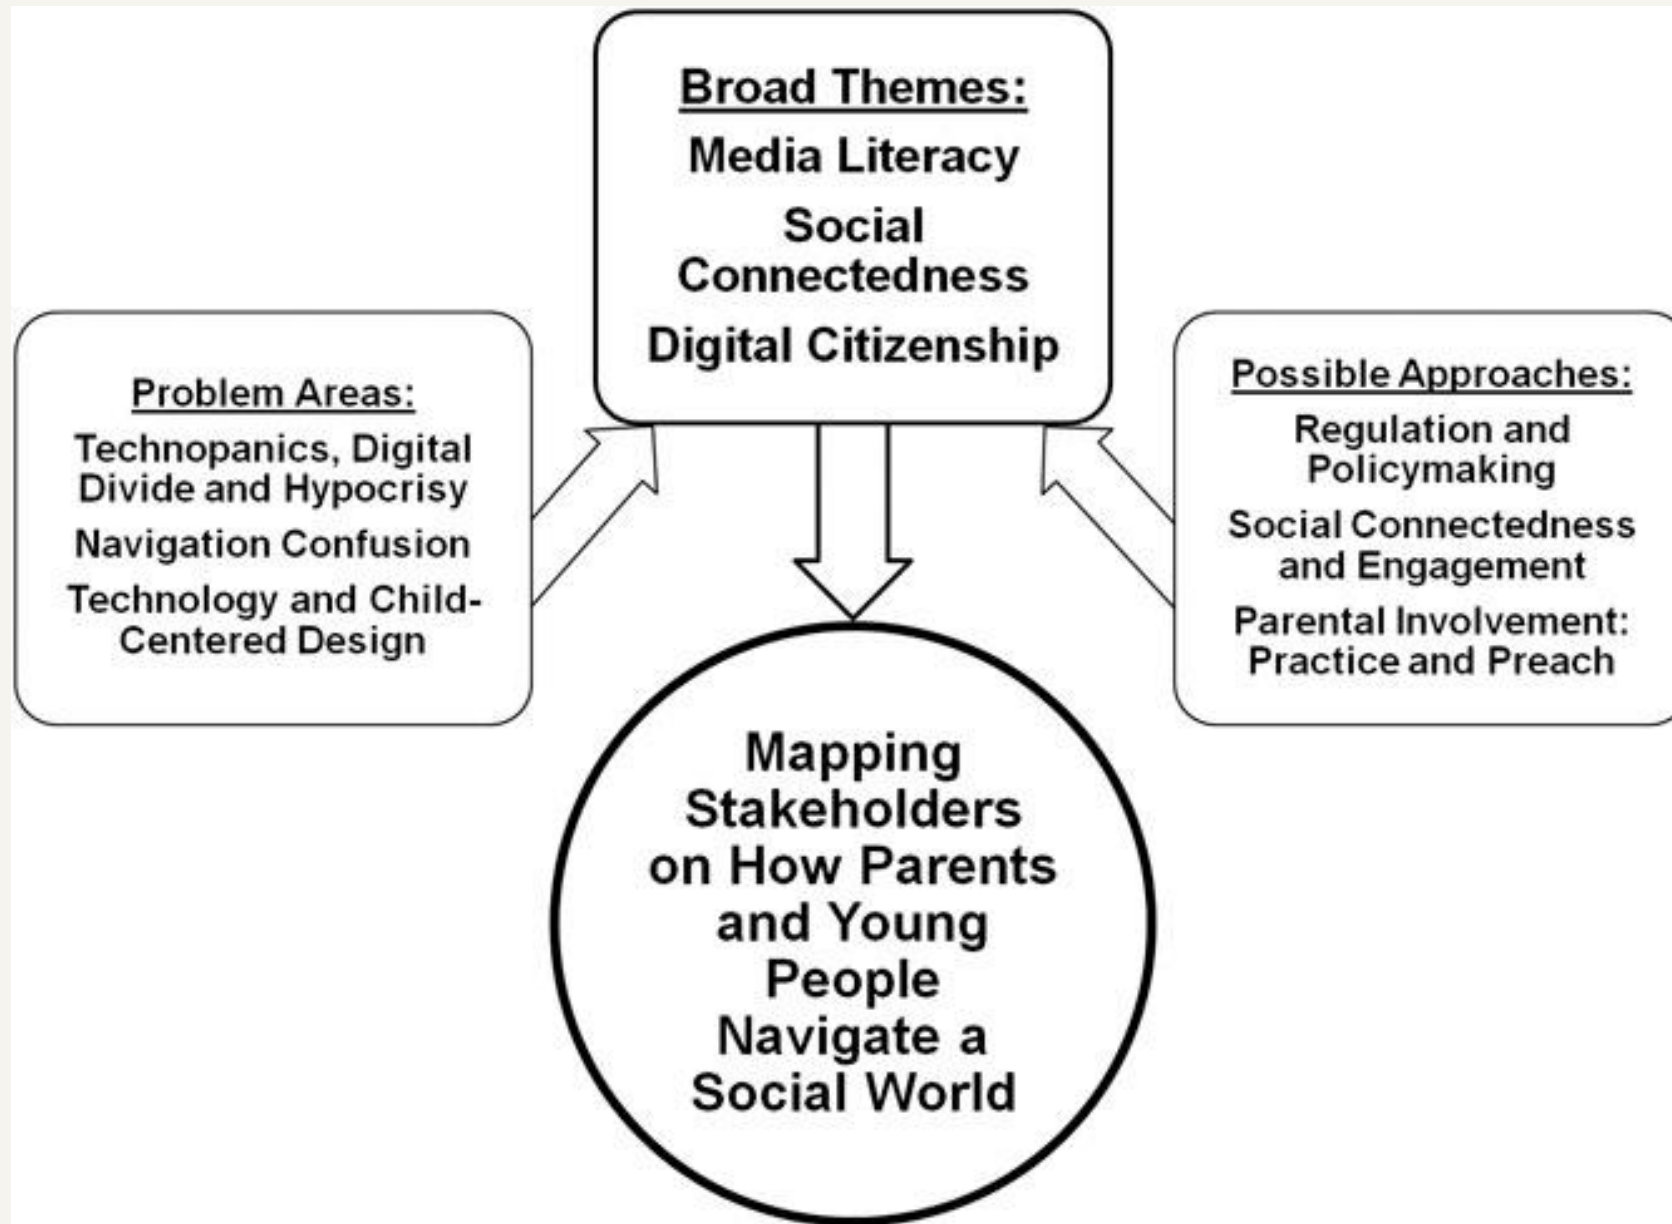 Broad Themes:
Media Literacy
Social
Connectedness
Digital Citizenship
Problem Areas:
Technopanics, Digital
Divide and Hypocrisy
Navigation Confusion
Technology and Child-
Centered Design
Possible Approaches:
Regulation and
Policymaking
Social Connectedness
and Engagement
Parental Involvement:
Practice and Preach
Mapping
Stakeholders
on How Parents
and Young
People
Navigate a
Social World